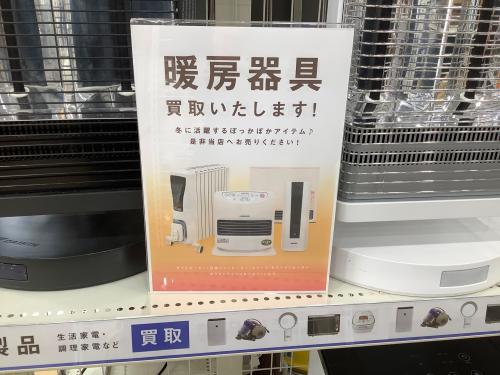 暖房器具
買取いたします!
冬に活躍するぽっかぽかアイテム♪
是非当店へお売りください!
製品
生活家電・
調理家電など
買取